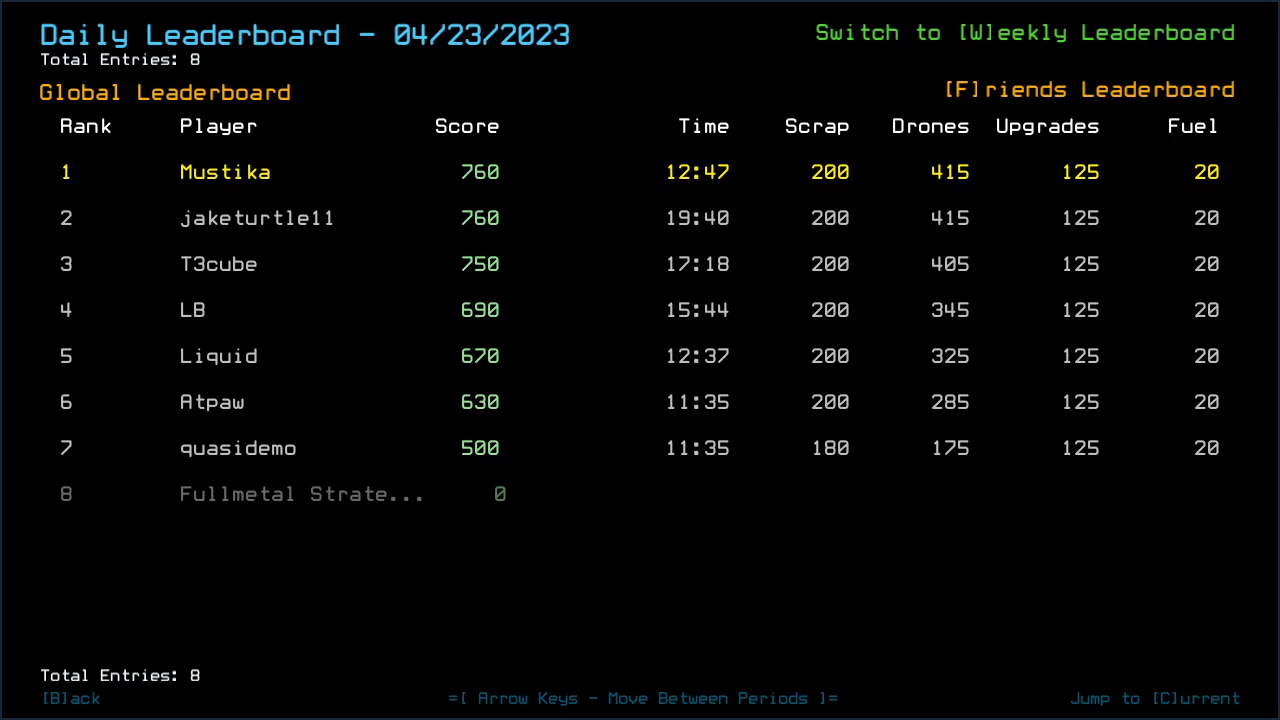 Daily Leaderboard - 04/23/2023 Switch to [W]eekly Leaderboard
Total Entries: 8
Global Leaderboard [F]riends Leaderboard
Rank Player Score Time Scrap Drones Upgrades Fuel
1 Mustika 760 12:47 200 415 125 20
2 jaketurtle11 760 19:40 200 415 125 20
3 T3cube 750 17:18 200 405 125 20
4 LB 690 15:44 200 345 125 20
5 Liquid 670 12:37 200 325 125 20
6 Atpaw 630 11:35 200 285 125 20
7 quasidemo 500 11:35 180 175 125 20
8 Fullmetal Strate... 0
Total Entries: 8
[B]ack =[ Arrow Keys - Move Between Periods ]= Jump to [C]urrent